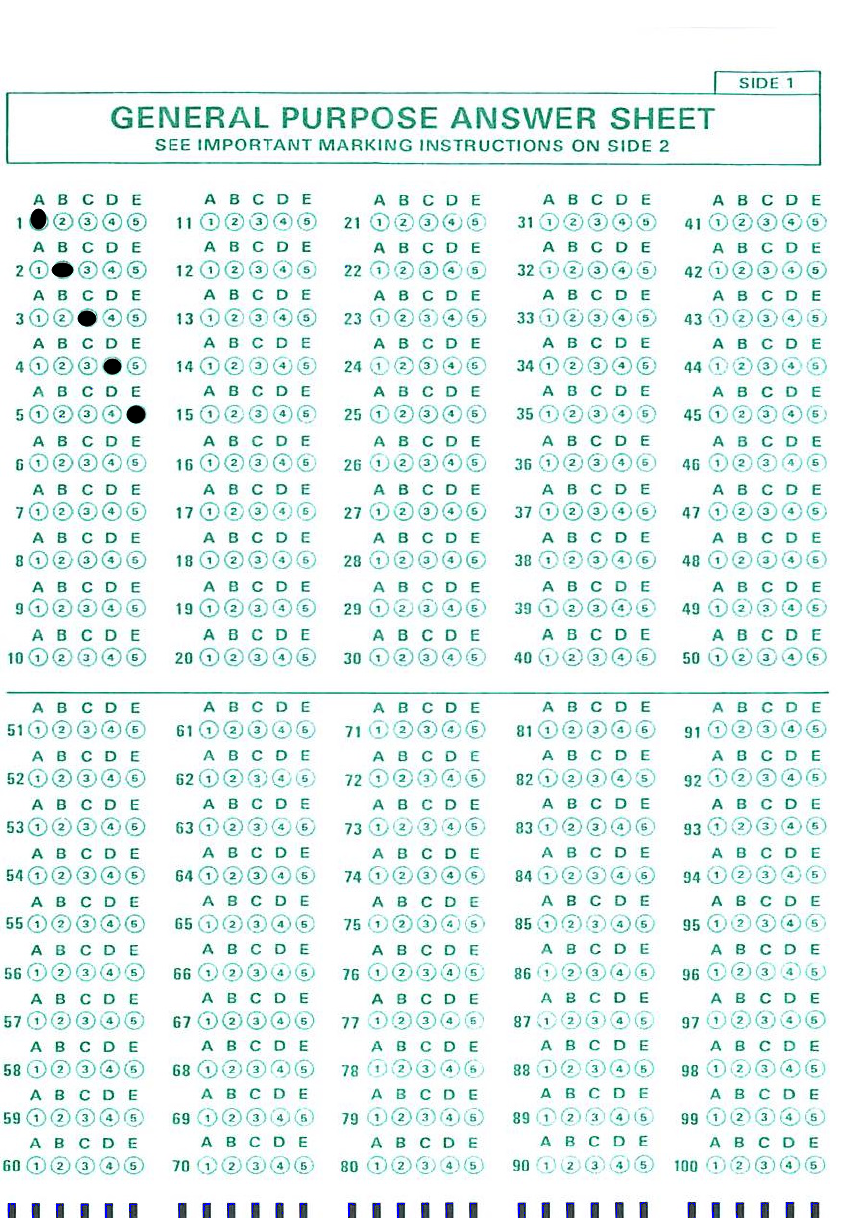 SIDE 1
GENERAL PURPOSE ANSWER SHEET
SEE IMPORTANT MARKING INSTRUCTIONS ON SIDE 2
A B C D E A B C D E A B C D E A B C D E A B C D E
1 2 3 4 5 11 1 2 3 4 5 21 1 2 3 4 5 31 1 2 3 4 5 41 1 2 3 4 5
A B C D E A B C D E A B C D E A B C D E A B C D E
2 1 3 4 5 12 1 2 3 4 5 22 1 2 3 4 5 32 1 2 3 4 5 42 1 2 3 4 5
A B C D E A B C D E A B C D E A B C D E A B C D E
3 1 2 4 5 13 1 2 3 4 5 23 1 2 3 4 5 33 1 2 3 4 5 43 1 2 3 4 5
A B C D E A B C D E A B C D E A B C D E A B C D E
4 1 2 3 5 14 1 2 3 4 5 24 1 2 3 4 5 34 1 2 3 4 5 44 1 2 3 4 5
A B C D E A B C D E A B C D E A B C D E A B C D E
5 1 2 3 4 15 1 2 3 4 5 25 1 2 3 4 5 35 1 2 3 4 5 45 1 2 3 4 5
A B C D E A B C D E A B C D E A B C D E A B C D E
6 1 2 3 4 5 16 1 2 3 4 5 26 1 2 3 4 5 36 1 2 3 4 5 46 1 2 3 4 5
A B C D E A B C D E A B C D E A B C D E A B C D E
7 1 2 3 4 5 17 1 2 3 4 5 27 1 2 3 4 5 37 1 2 3 4 5 47 1 2 3 4 5
A B C D E A B C D E A B C D E A B C D E A B C D E
8 1 2 3 4 5 18 1 2 3 4 5 28 1 2 3 4 5 38 1 2 3 4 5 48 1 2 3 4 5
A B C D E A B C D E A B C D E A B C D E A B C D E
9 1 2 3 4 5 19 1 2 3 4 5 29 1 2 3 4 5 39 1 2 3 4 5 49 1 2 3 4 5
A B C D E A B C D E A B C D E A B C D E A B C D E
10 1 2 3 4 5 20 1 2 3 4 5 30 1 2 3 4 5 40 1 2 3 4 5 50 1 2 3 4 5
A B C D E A B C D E A B C D E A B C D E A B C D E
51 1 2 3 4 5 61 1 2 3 4 5 71 1 2 3 4 5 81 1 2 3 4 5 91 1 2 3 4 5
A B C D E A B C D E A B C D E A B C D E A B C D E
52 1 2 3 4 5 62 1 2 3 4 5 72 1 2 3 4 5 82 1 2 3 4 5 92 1 2 3 4 5
A B C D E A B C D E A B C D E A B C D E A B C D E
53 1 2 3 4 5 63 1 2 3 4 5 73 1 2 3 4 5 83 1 2 3 4 5 93 1 2 3 4 5
A B C D E A B C D E A B C D E A B C D E A B C D E
54 1 2 3 4 5 64 1 2 3 4 5 74 1 2 3 4 5 84 1 2 3 4 5 94 1 2 3 4 5
A B C D E A B C D E A B C D E A B C D E A B C D E
55 1 2 3 4 5 65 1 2 3 4 5 75 1 2 3 4 5 85 1 2 3 4 5 95 1 2 3 4 5
A B C D E A B C D E A B C D E A B C D E A B C D E
56 1 2 3 4 5 66 1 2 3 4 5 76 1 2 3 4 5 86 1 2 3 4 5 96 1 2 3 4 5
A B C D E A B C D E A B C D E A B C D E A B C D E
57 1 2 3 4 5 67 1 2 3 4 5 77 1 2 3 4 5 87 1 2 3 4 5 97 1 2 3 4 5
A B C D E A B C D E A B C D E A B C D E A B C D E
58 1 2 3 4 5 68 1 2 3 4 5 78 1 2 3 4 5 88 1 2 3 4 5 98 1 2 3 4 5
A B C D E A B C D E A B C D E A B C D E A B C D E
59 1 2 3 4 5 69 1 2 3 4 5 79 1 2 3 4 5 89 1 2 3 4 5 99 1 2 3 4 5
A B C D E A B C D E A B C D E A B C D E A B C D E
60 1 2 3 4 5 70 1 2 3 4 5 80 1 2 3 4 5 90 1 2 3 4 5 100 1 2 3 4 5